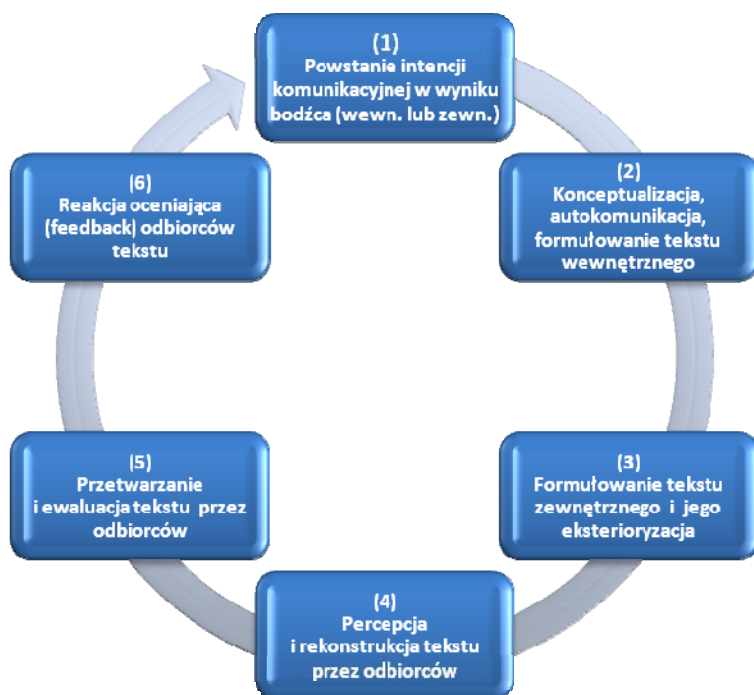 (1)
Powstanie intencji
komunikacyjnej w wyniku
bodźca (wewn. lub zewn.)
(2)
Konceptualizacja,
autokomunikacja,
formułowanie tekstu
wewnętrznego
(3)
Formułowanie tekstu
zewnętrznego i jego
eksterioryzacja
(4)
Percepcja
i rekonstrukcja tekstu
przez odbiorców
(5)
Przetwarzanie
i ewaluacja tekstu przez
odbiorców
(6)
Reakcja oceniająca
(feedback) odbiorców
tekstu